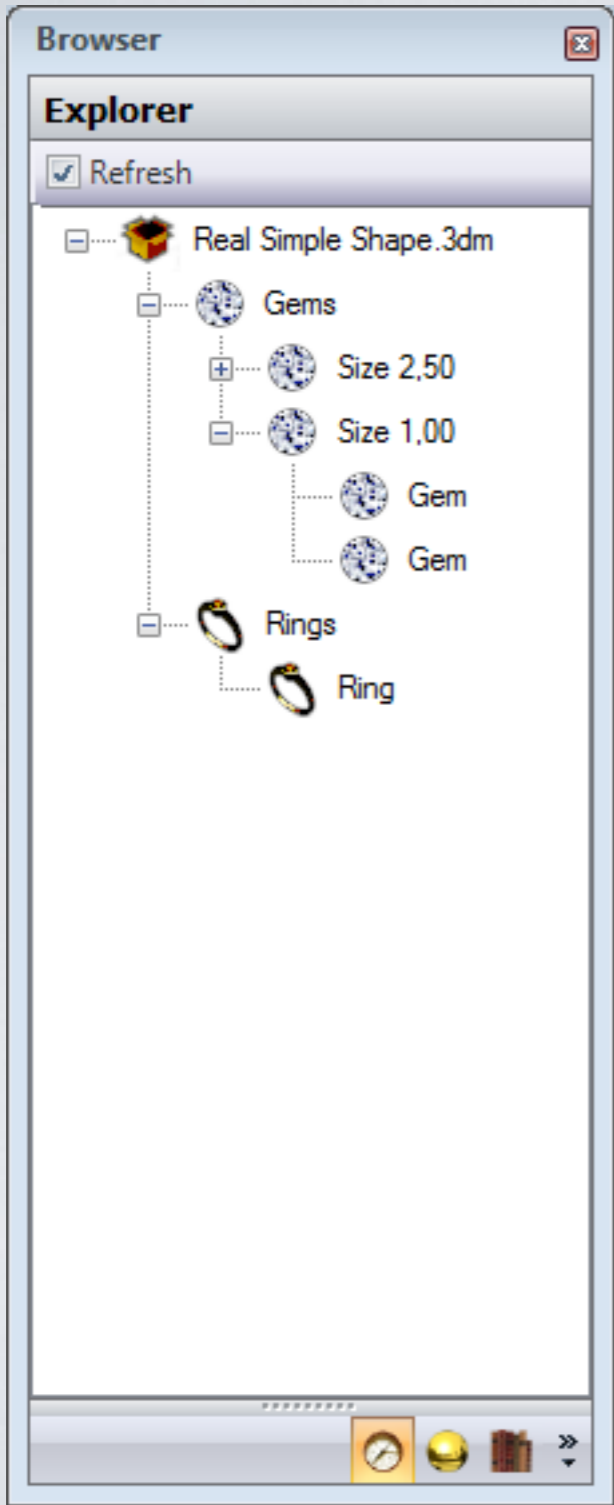 Browser
Explorer
Refresh
Real Simple Shape.3dm
Gems
Size 2,50
Size 1,00
Gem
Gem
Rings
Ring